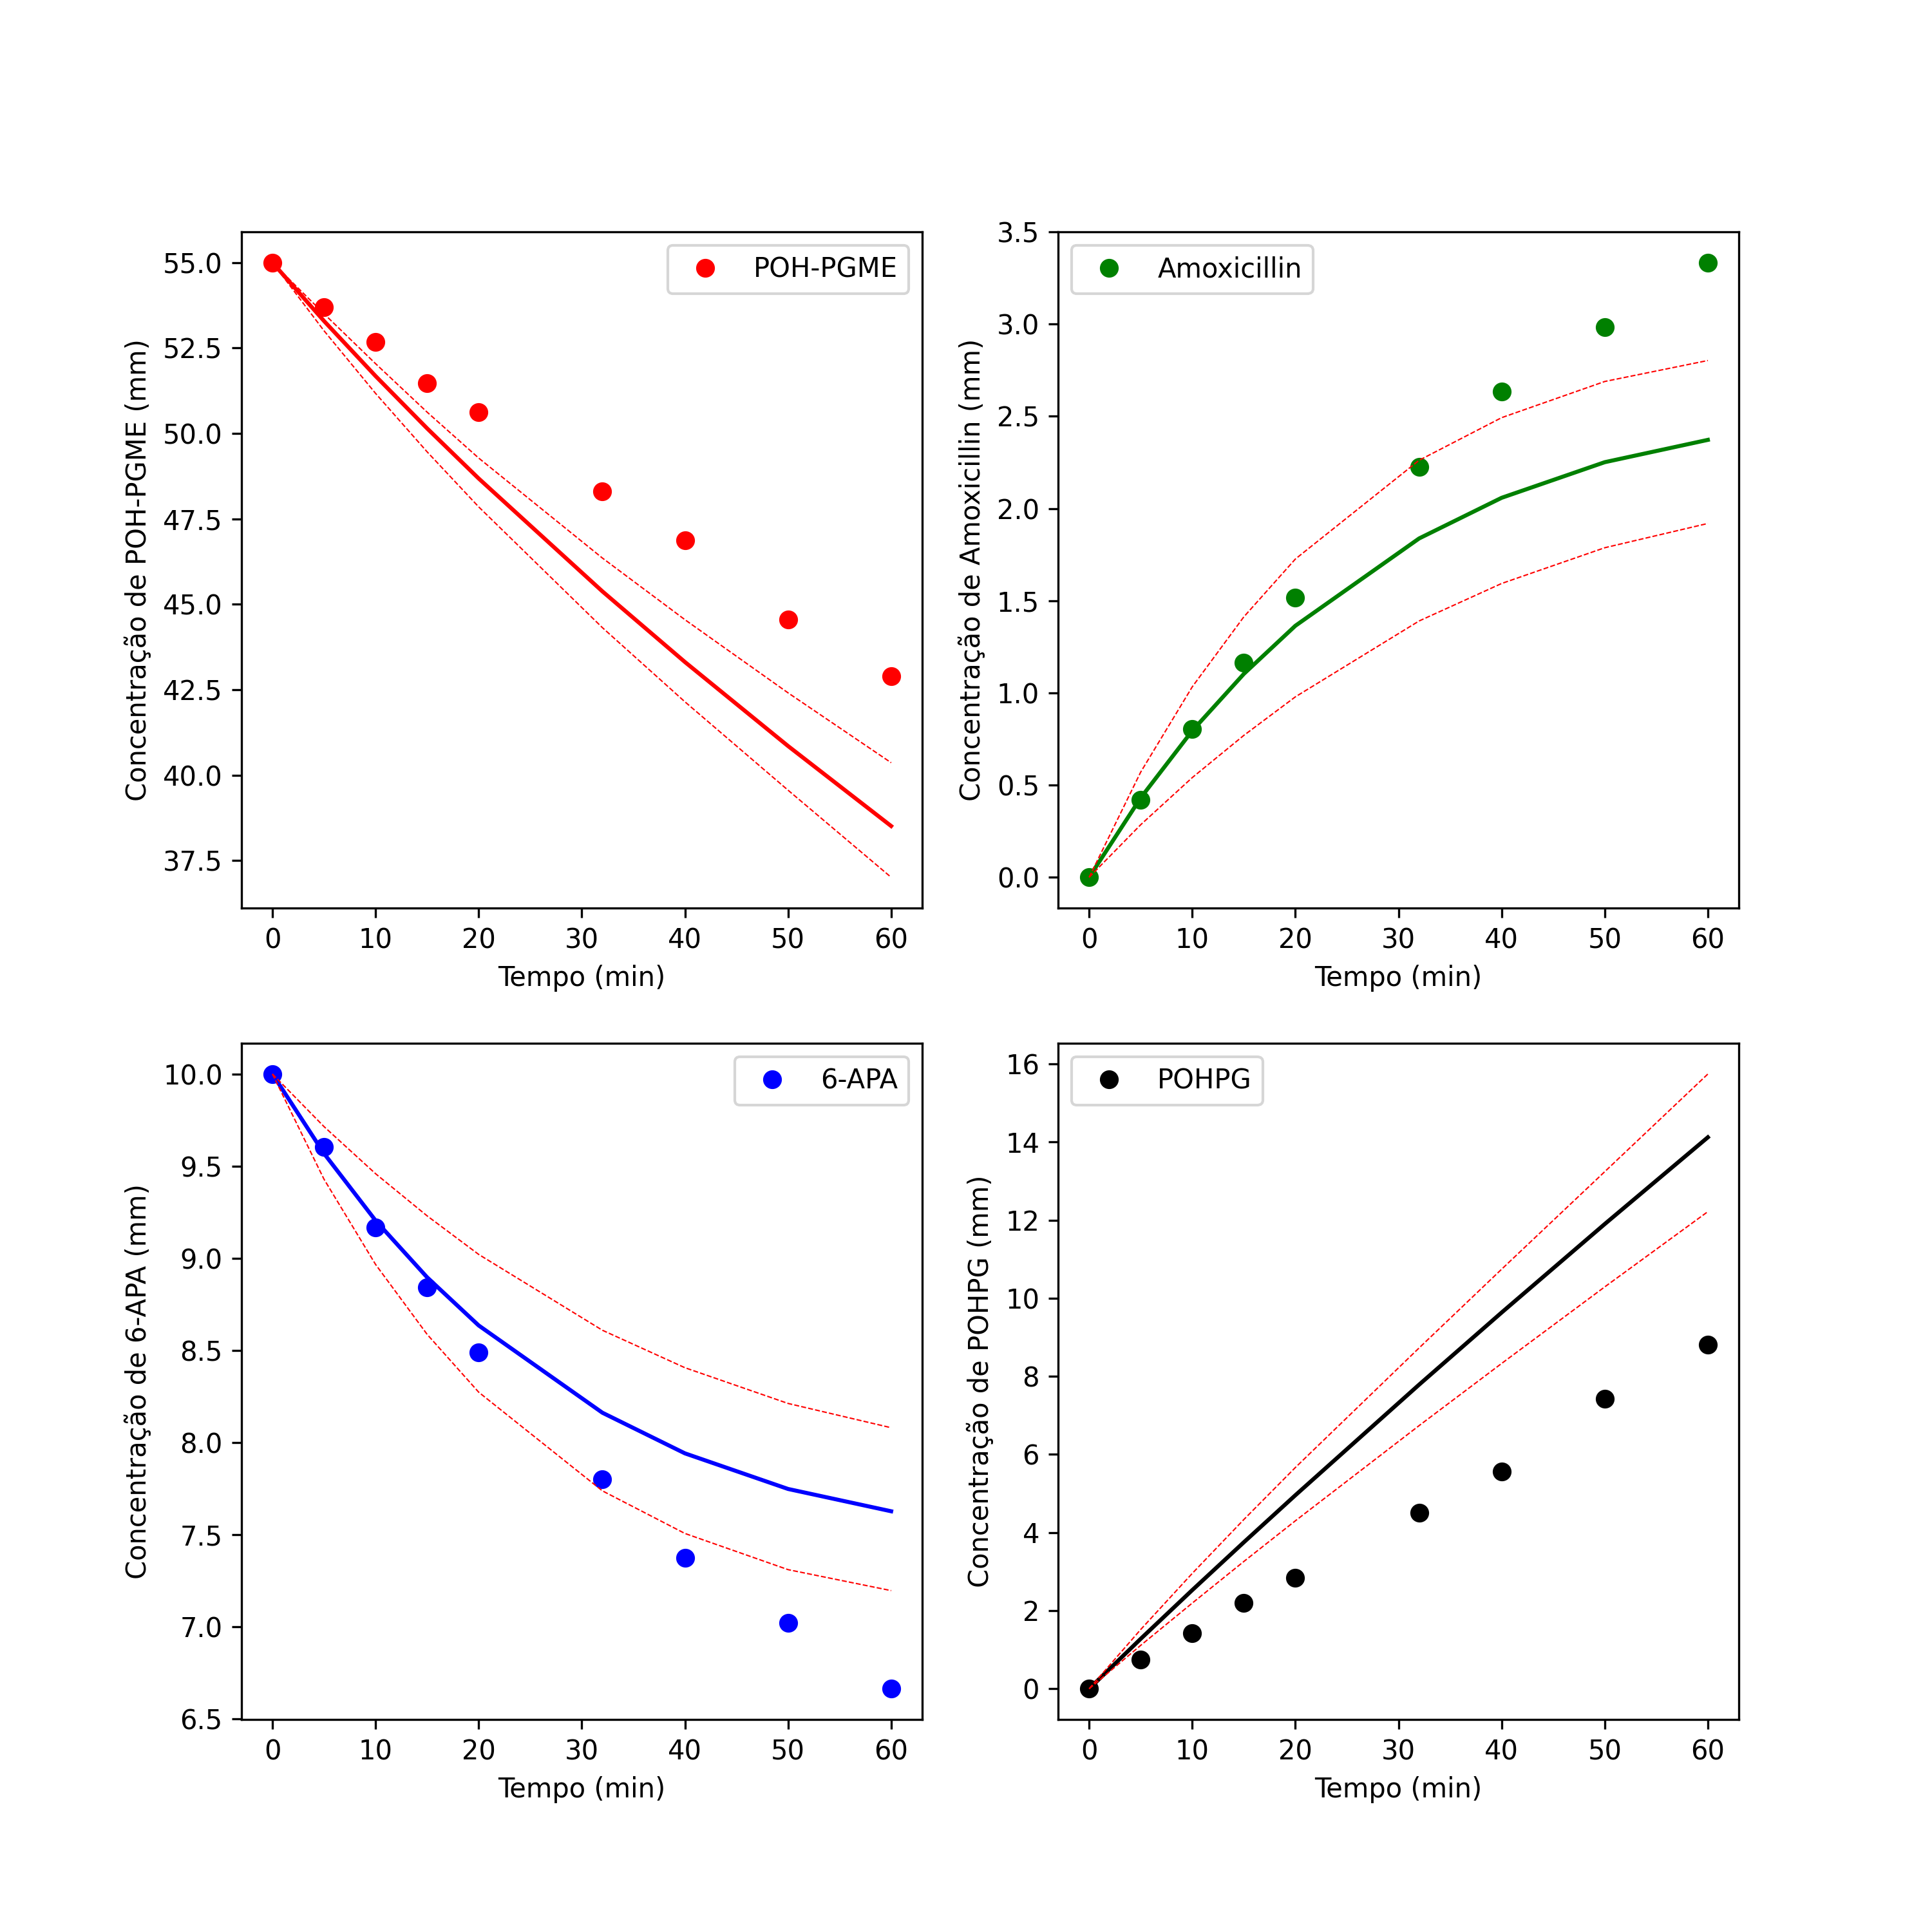 POH-PGME
Concentração de POH-PGME (mm)
55.0
52.5
50.0
47.5
45.0
42.5
40.0
37.5
0 10 20 30 40 50 60
Tempo (min)
Amoxicillin
Concentração de Amoxicillin (mm)
3.5
3.0
2.5
2.0
1.5
1.0
0.5
0.0
0 10 20 30 40 50 60
Tempo (min)
6-APA
Concentração de 6-APA (mm)
10.0
9.5
9.0
8.5
8.0
7.5
7.0
6.5
0 10 20 30 40 50 60
Tempo (min)
POHPG
Concentração de POHPG (mm)
16
14
12
10
8
6
4
2
0
0 10 20 30 40 50 60
Tempo (min)